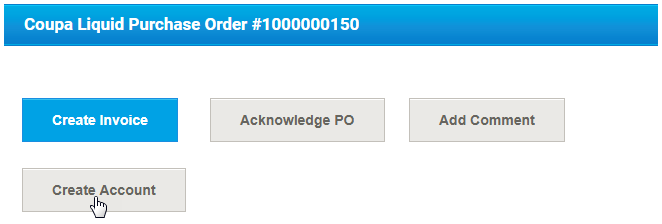 Coupa Liquid Purchase Order #1000000150
Create Invoice
Acknowledge PO
Add Comment
Create Account